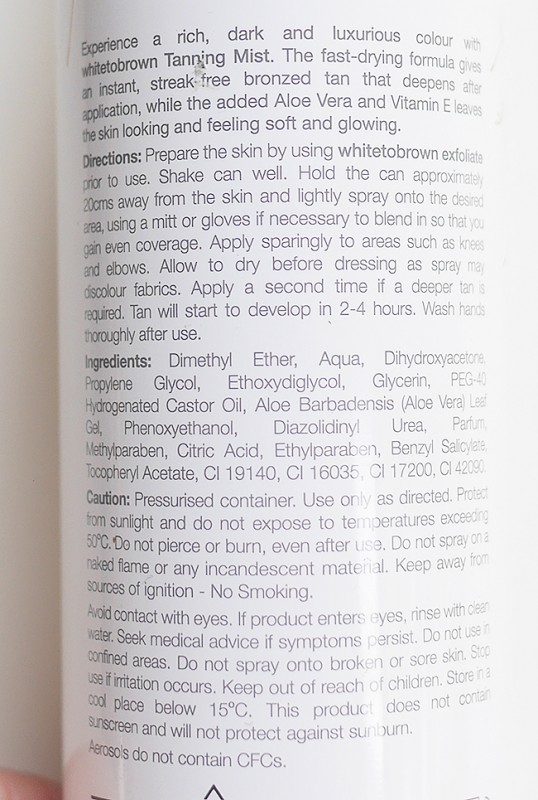 Experience a rich, dark and luxurious colour with
whitetobrown Tanning Mist. The fast-drying formula gives
an instant, streak-free bronzed tan that deepens after
application, while the added Aloe Vera and Vitamin E leaves
the skin looking and feeling soft and glowing.
Directions: Prepare the skin by using whitetobrown exfoliate
prior to use. Shake can well. Hold the can approximately
20cms away from the skin and lightly spray onto the desired
area, using a mitt or gloves if necessary to blend in so that you
gain even coverage. Apply sparingly to areas such as knees
and elbows. Allow to dry before dressing as spray may
discolour fabrics. Apply a second time if a deeper tan is
required. Tan will start to develop in 2-4 hours. Wash hands
thoroughly after use.
Ingredients: Dimethyl Ether, Aqua, Dihydroxyacetone,
Propylene Glycol, Ethoxydiglycol, Glycerin, PEG-40
Hydrogenated Castor Oil, Aloe Barbadensis (Aloe Vera) Leaf
Gel, Phenoxyethanol, Diazolidinyl Urea, Parfum,
Methylparaben, Citric Acid, Ethylparaben, Benzyl Salicylate,
Tocopheryl Acetate, CI 19140, CI 16035, CI 17200, CI 42090.
Caution: Pressurised container. Use only as directed. Protect
from sunlight and do not expose to temperatures exceeding
50°C. Do not pierce or burn, even after use. Do not spray on a
naked flame or any incandescent material. Keep away from
sources of ignition - No Smoking.
Avoid contact with eyes. If product enters eyes, rinse with clean
water. Seek medical advice if symptoms persist. Do not use in
confined areas. Do not spray onto broken or sore skin. Stop
use if irritation occurs. Keep out of reach of children. Store in a
cool place below 15°C. This product does not contain
sunscreen and will not protect against sunburn.
Aerosols do not contain CFCs.